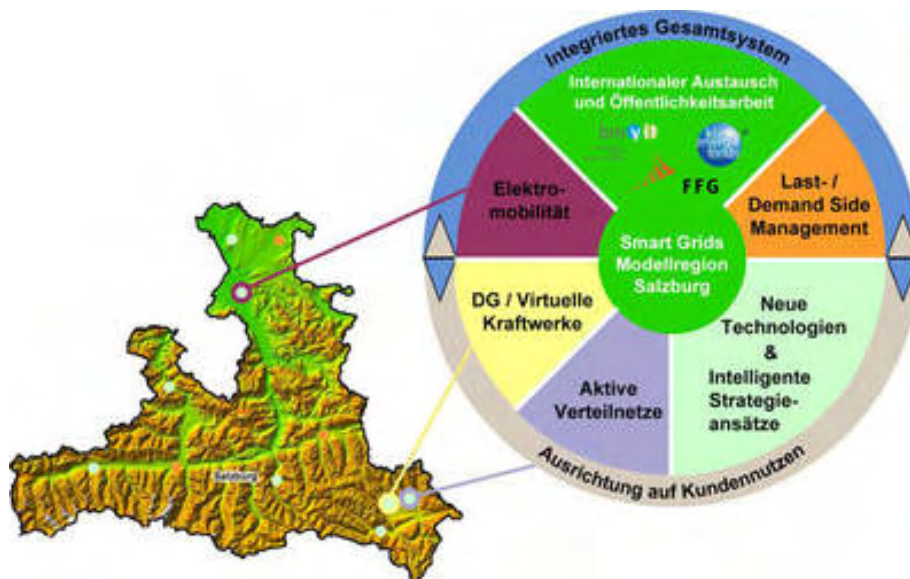 Integriertes Gesamtsystem
Internationaler Austausch
und Öffentlichkeitsarbeit
FFG
Elektro-
mobilität
Last- /
Demand Side
Management
Smart Grids
Modellregion
Salzburg
DG / Virtuelle
Kraftwerke
Neue
Technologien
&
Intelligente
Strategie-
ansätze
Aktive
Verteilnetze
Ausrichtung auf Kundennutzen
Salzburg